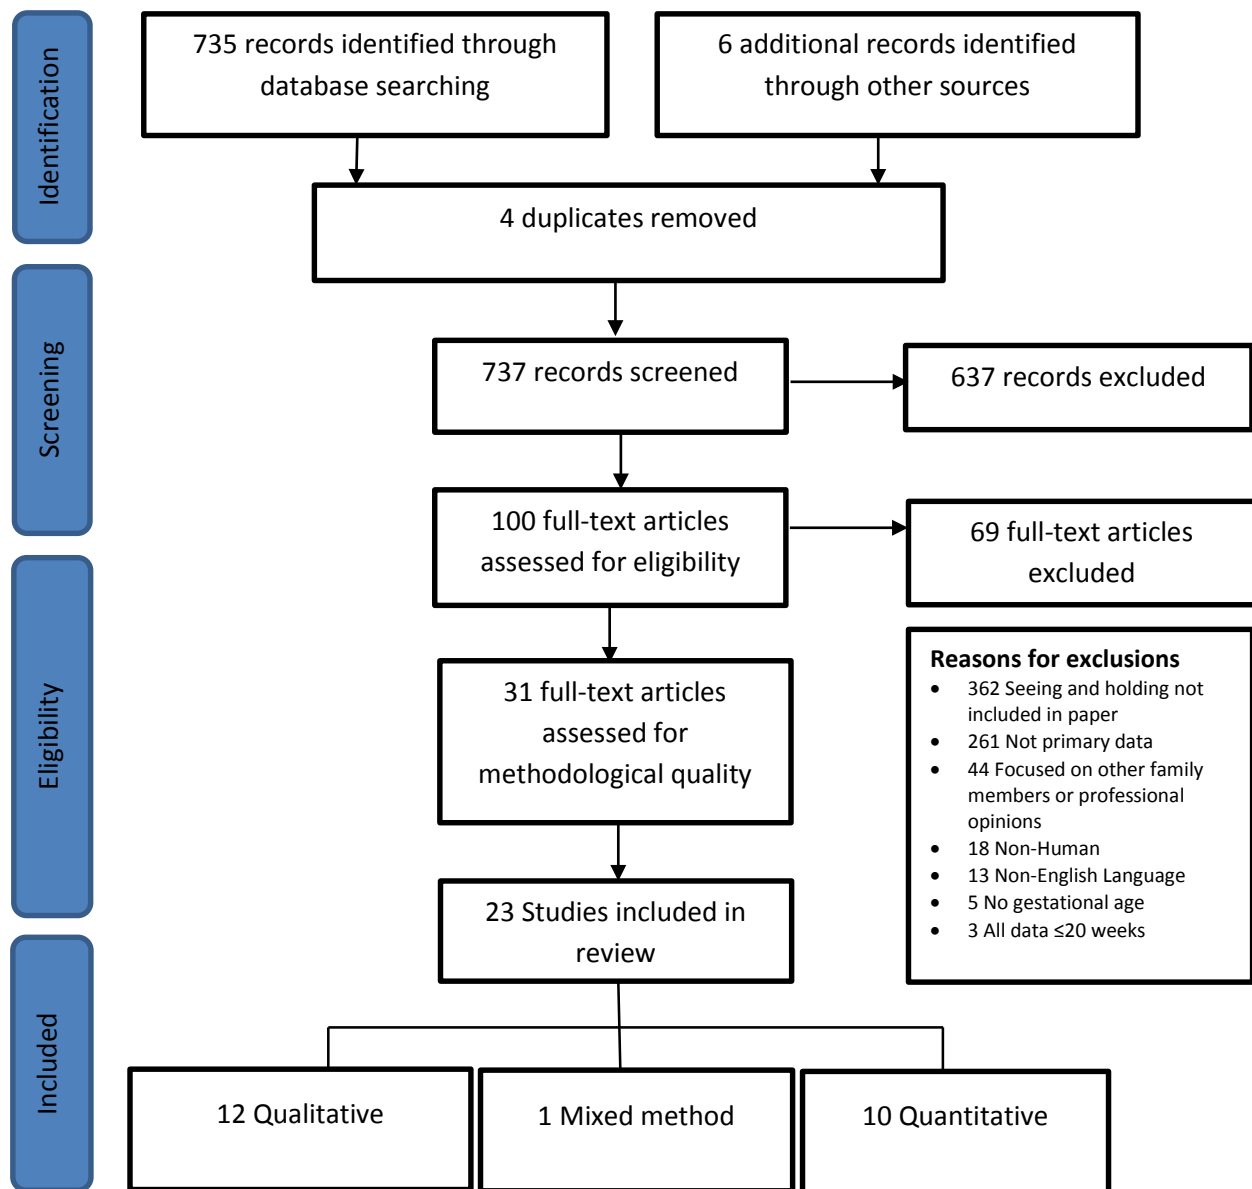 Identification
735 records identified through
database searching
6 additional records identified
through other sources
4 duplicates removed
Screening
737 records screened
637 records excluded
100 full-text articles
assessed for eligibility
69 full-text articles
excluded
Eligibility
31 full-text articles
assessed for
methodological quality
Reasons for exclusions
• 362 Seeing and holding not
included in paper
• 261 Not primary data
• 44 Focused on other family
members or professional
opinions
• 18 Non-Human
• 13 Non-English Language
• 5 No gestational age
• 3 All data ≤20 weeks
23 Studies included in
review
Included
12 Qualitative
1 Mixed method
10 Quantitative